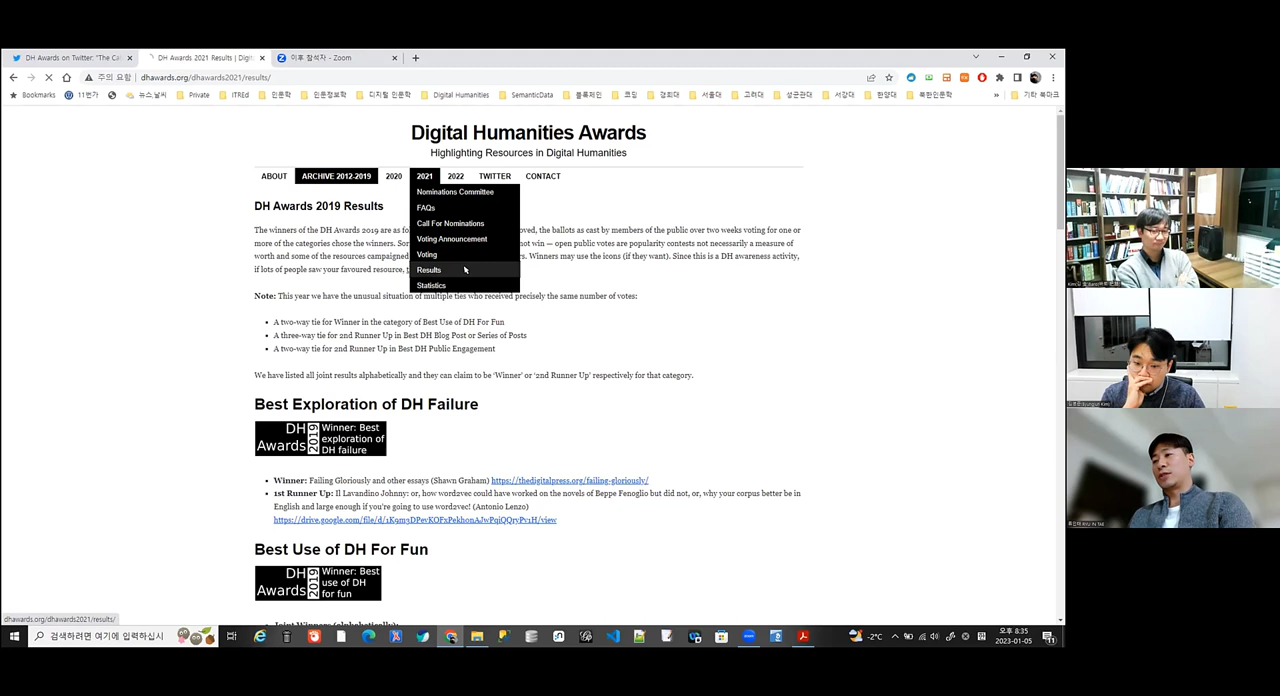 DH Awards on Twitter: "The Ca
DH Awards 2021 Results | Digit
이후 참석자 - Zoom
주의 요함 | dhawards.org/dhawards2021/results/
Bookmarks 11번가 뉴스,날씨 Private iTREd 인문학 인문정보학 디지털 인문학 Digital Humanities SemanticData 블록체인 코딩 경희대 서울대 고려대 성균관대 서강대 한양대 북한인문학 » 기타 북마크
Digital Humanities Awards
Highlighting Resources in Digital Humanities
ABOUT ARCHIVE 2012-2019 2020 2021 2022 TWITTER CONTACT
Nominations Committee
FAQs
Call For Nominations
Voting Announcement
Voting
Results
Statistics
DH Awards 2019 Results
The winners of the DH Awards 2019 are as fo
oved, the ballots as cast by members of the public over two weeks voting for one or
more of the categories chose the winners. Sor
not win — open public votes are popularity contests not necessarily a measure of
worth and some of the resources campaigned
rs. Winners may use the icons (if they want). Since this is a DH awareness activity,
if lots of people saw your favoured resource,
Note: This year we have the unusual situation of multiple ties who received precisely the same number of votes:
• A two-way tie for Winner in the category of Best Use of DH For Fun
• A three-way tie for 2nd Runner Up in Best DH Blog Post or Series of Posts
• A two-way tie for 2nd Runner Up in Best DH Public Engagement
We have listed all joint results alphabetically and they can claim to be 'Winner' or '2nd Runner Up' respectively for that category.
Best Exploration of DH Failure
DH Awards 2019 Winner: Best exploration of DH failure
• Winner: Failing Gloriously and other essays (Shawn Graham) https://thedigitalpress.org/failing-gloriously/
• 1st Runner Up: Il Lavandino Johnny: or, how word2vec could have worked on the novels of Beppe Fenoglio but did not, or, why your corpus better be in
English and large enough if you're going to use word2vec! (Antonio Lenzo)
https://drive.google.com/file/d/1K9m3DPevKOFxPekhonAJwPqiQQryPv1H/view
Best Use of DH For Fun
DH Awards 2019 Winner: Best use of DH for fun
• Joint Winners (alphabetically):
dhawards.org/dhawards2021/results/
검색하려면 여기에 입력하십시
-2°C
오후 8:35
2023-01-05